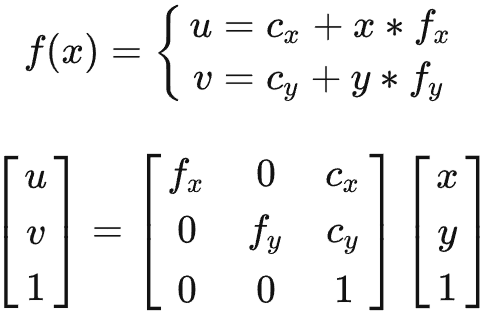 f(x) = { u = c_x + x * f_x
v = c_y + y * f_y
[u v 1] = [f_x 0 c_x
0 f_y c_y
0 0 1] [x y 1]